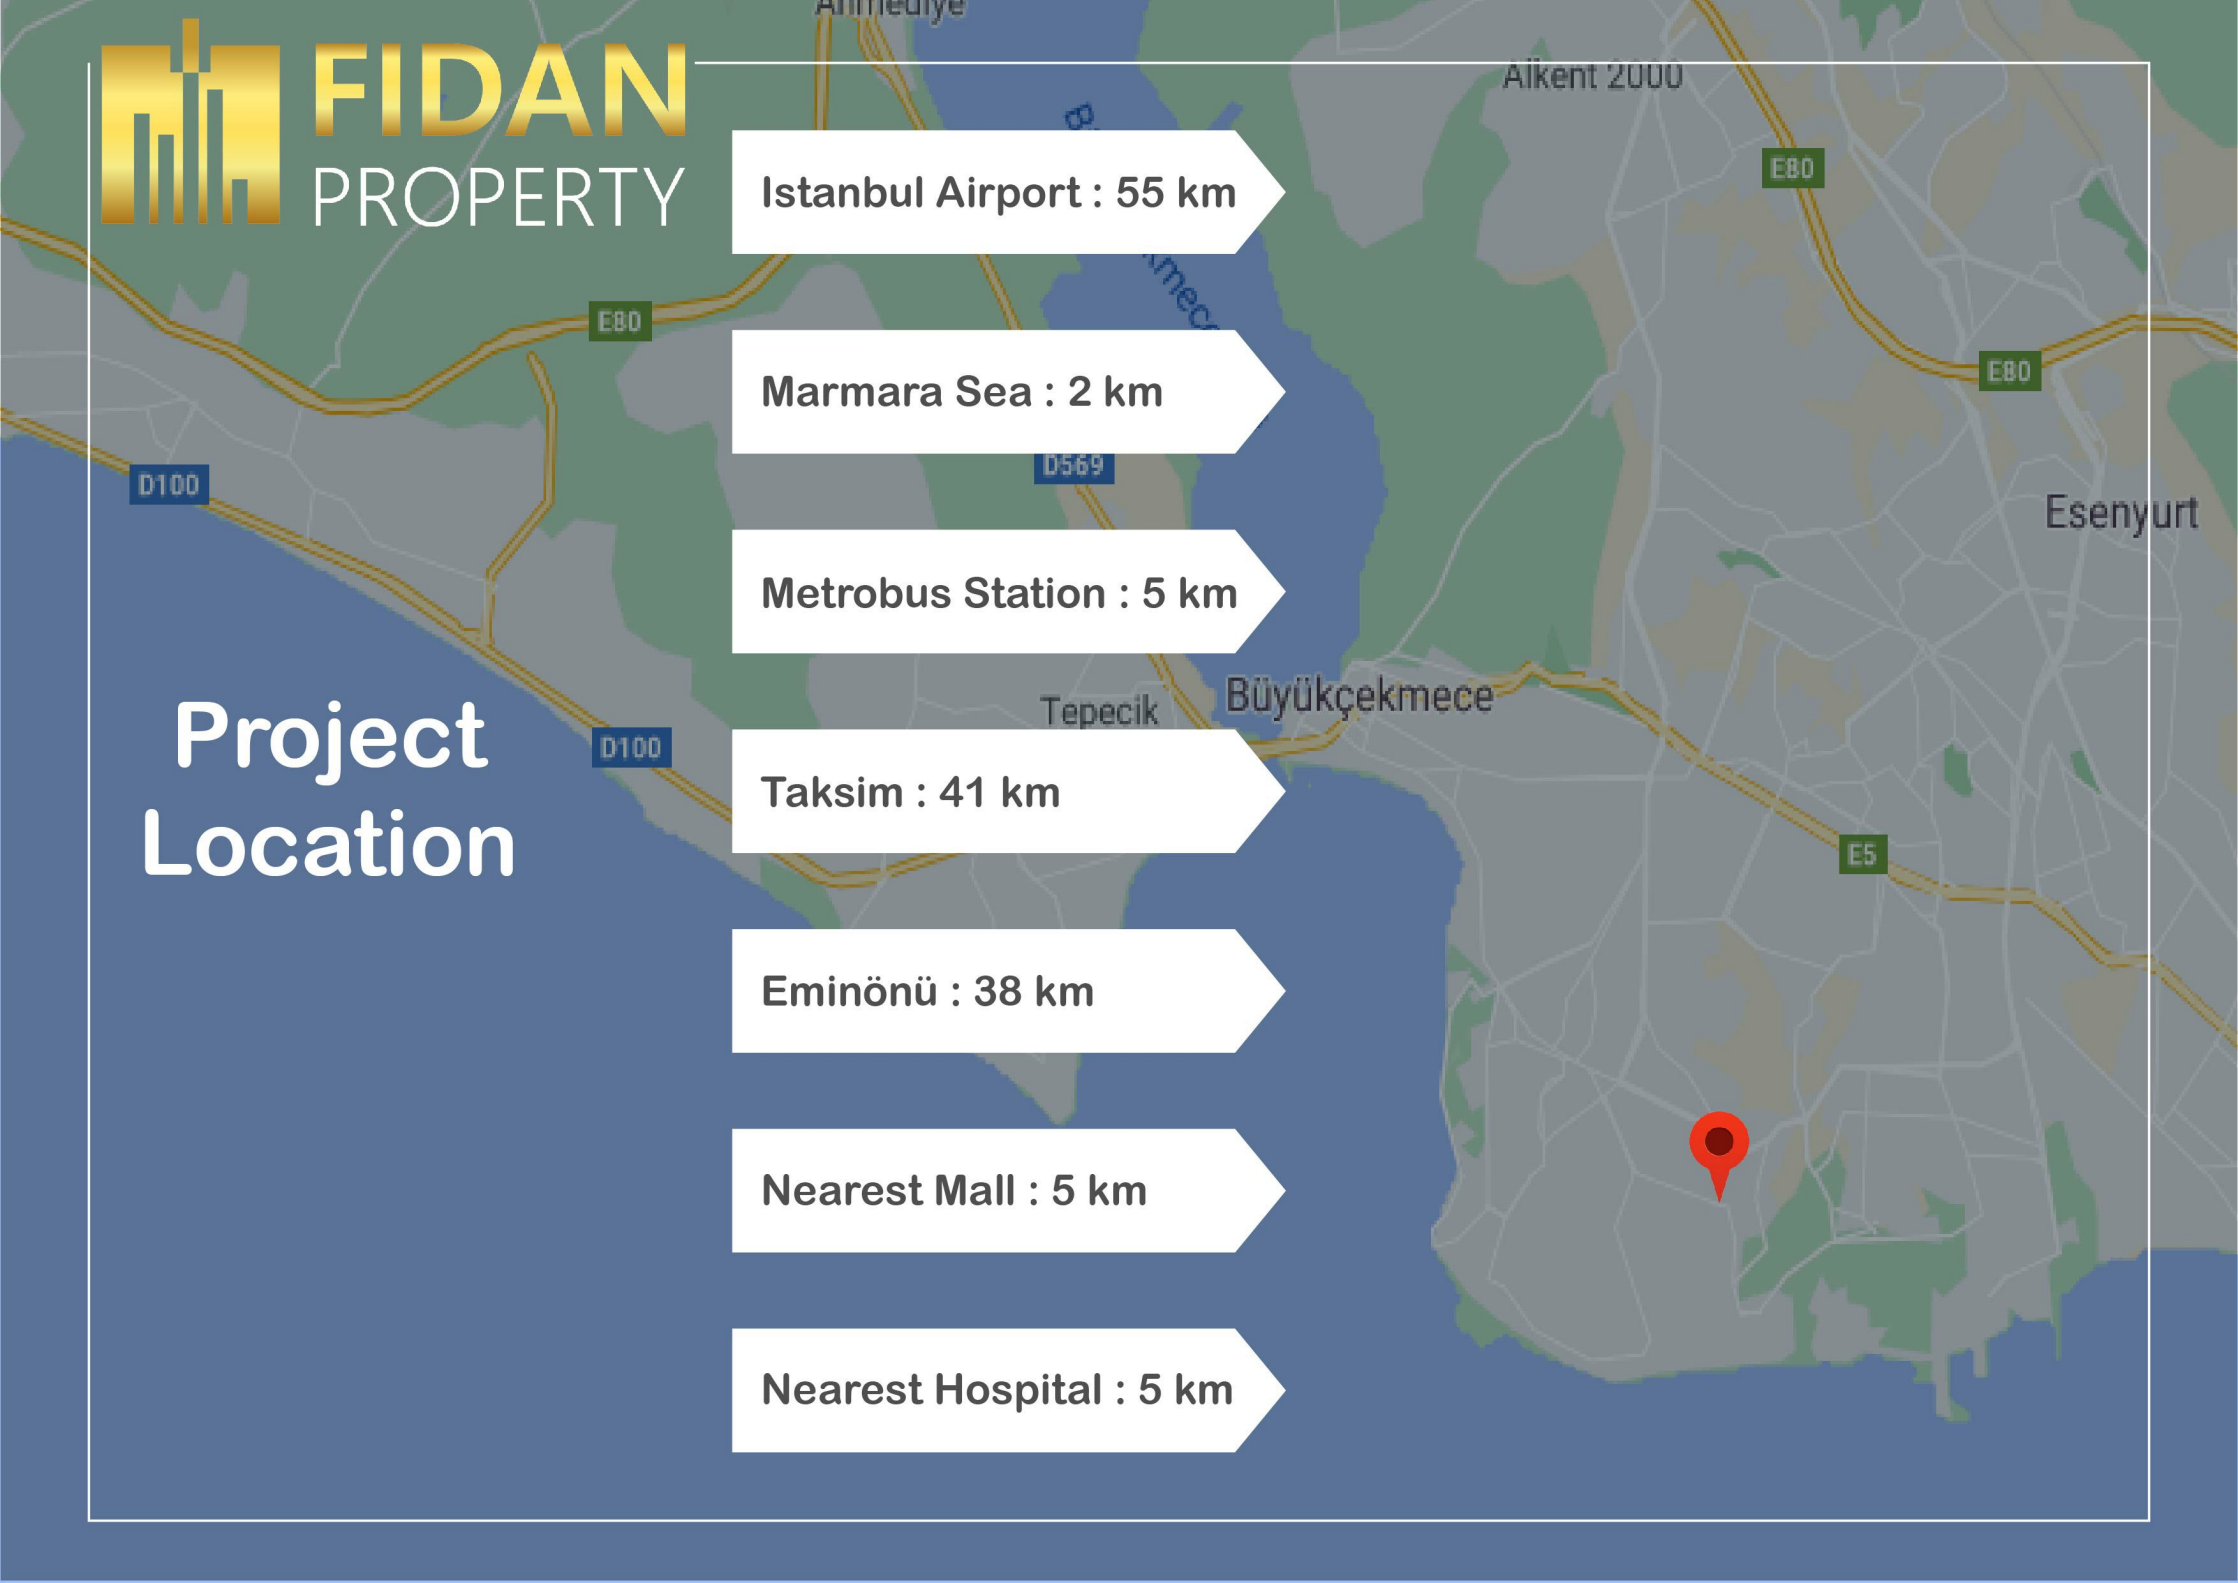 Ahmediye
FIDAN
PROPERTY
Alkent 2000
E80
Istanbul Airport : 55 km
E80
E80
Marmara Sea : 2 km
D569
D100
Esenyurt
Metrobus Station : 5 km
Tepecik
Büyükçekmece
Project
Location
D100
Taksim : 41 km
E5
Eminönü : 38 km
Nearest Mall : 5 km
Nearest Hospital : 5 km